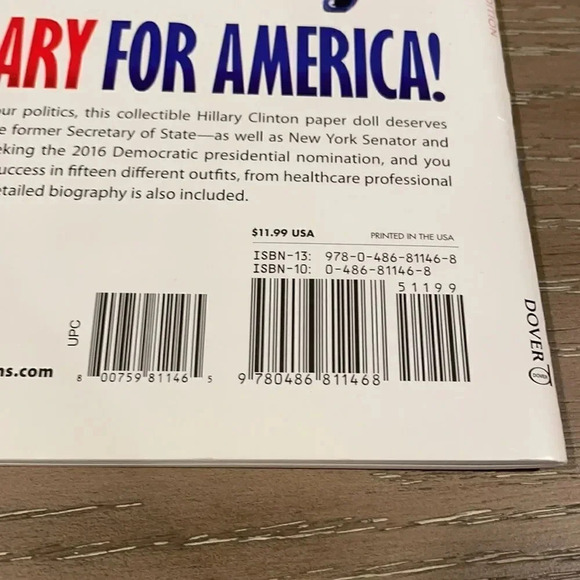 ARY FOR AMERICA!
ur politics, this collectible Hillary Clinton paper doll deserves
e former Secretary of State—as well as New York Senator and
king the 2016 Democratic presidential nomination, and you
uccess in fifteen different outfits, from healthcare professional
etailed biography is also included.
$11.99 USA PRINTED IN THE USA
ISBN-13: 978-0-486-81146-8
ISBN-10: 0-486-81146-8
51199
UPC
8 00759 81146 5
9 780486 811468
ns.com
DOVER
DOVER